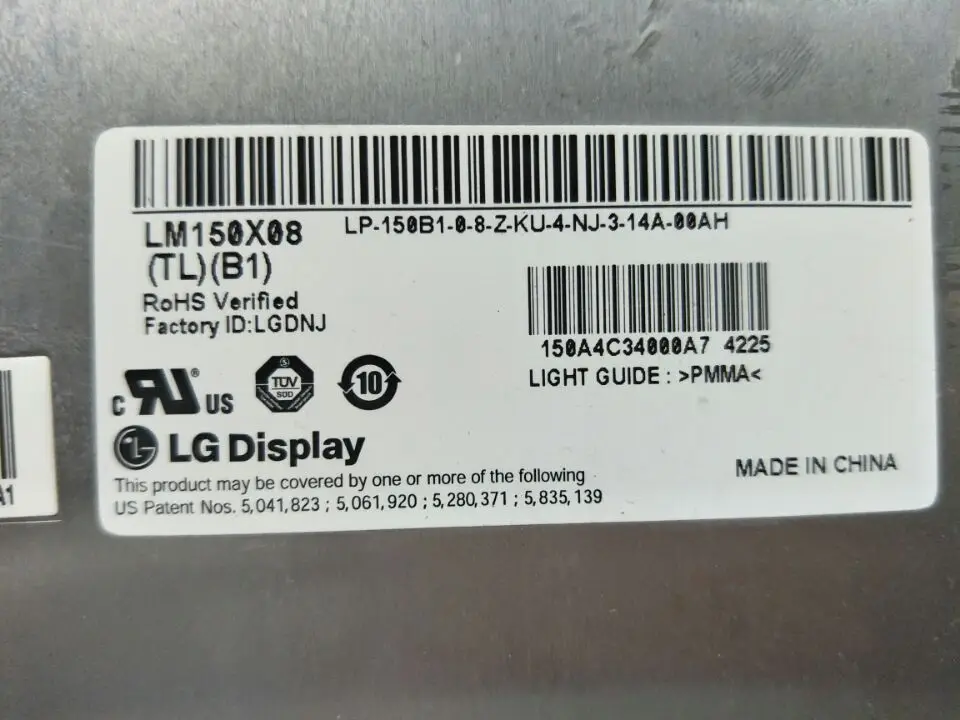 LM150X08
LP-150B1-0-8-Z-KU-4-NJ-3-14A-00AH
(TL)(B1)
RoHS Verified
Factory ID:LGDNJ
150A4C34000A7 4225
LIGHT GUIDE : >PMMA<
c RU® US
S
TÜV
SÜD
10
LG Display
MADE IN CHINA
This product may be covered by one or more of the following
US Patent Nos. 5,041,823 ; 5,061,920 ; 5,280,371 ; 5,835,139
A1